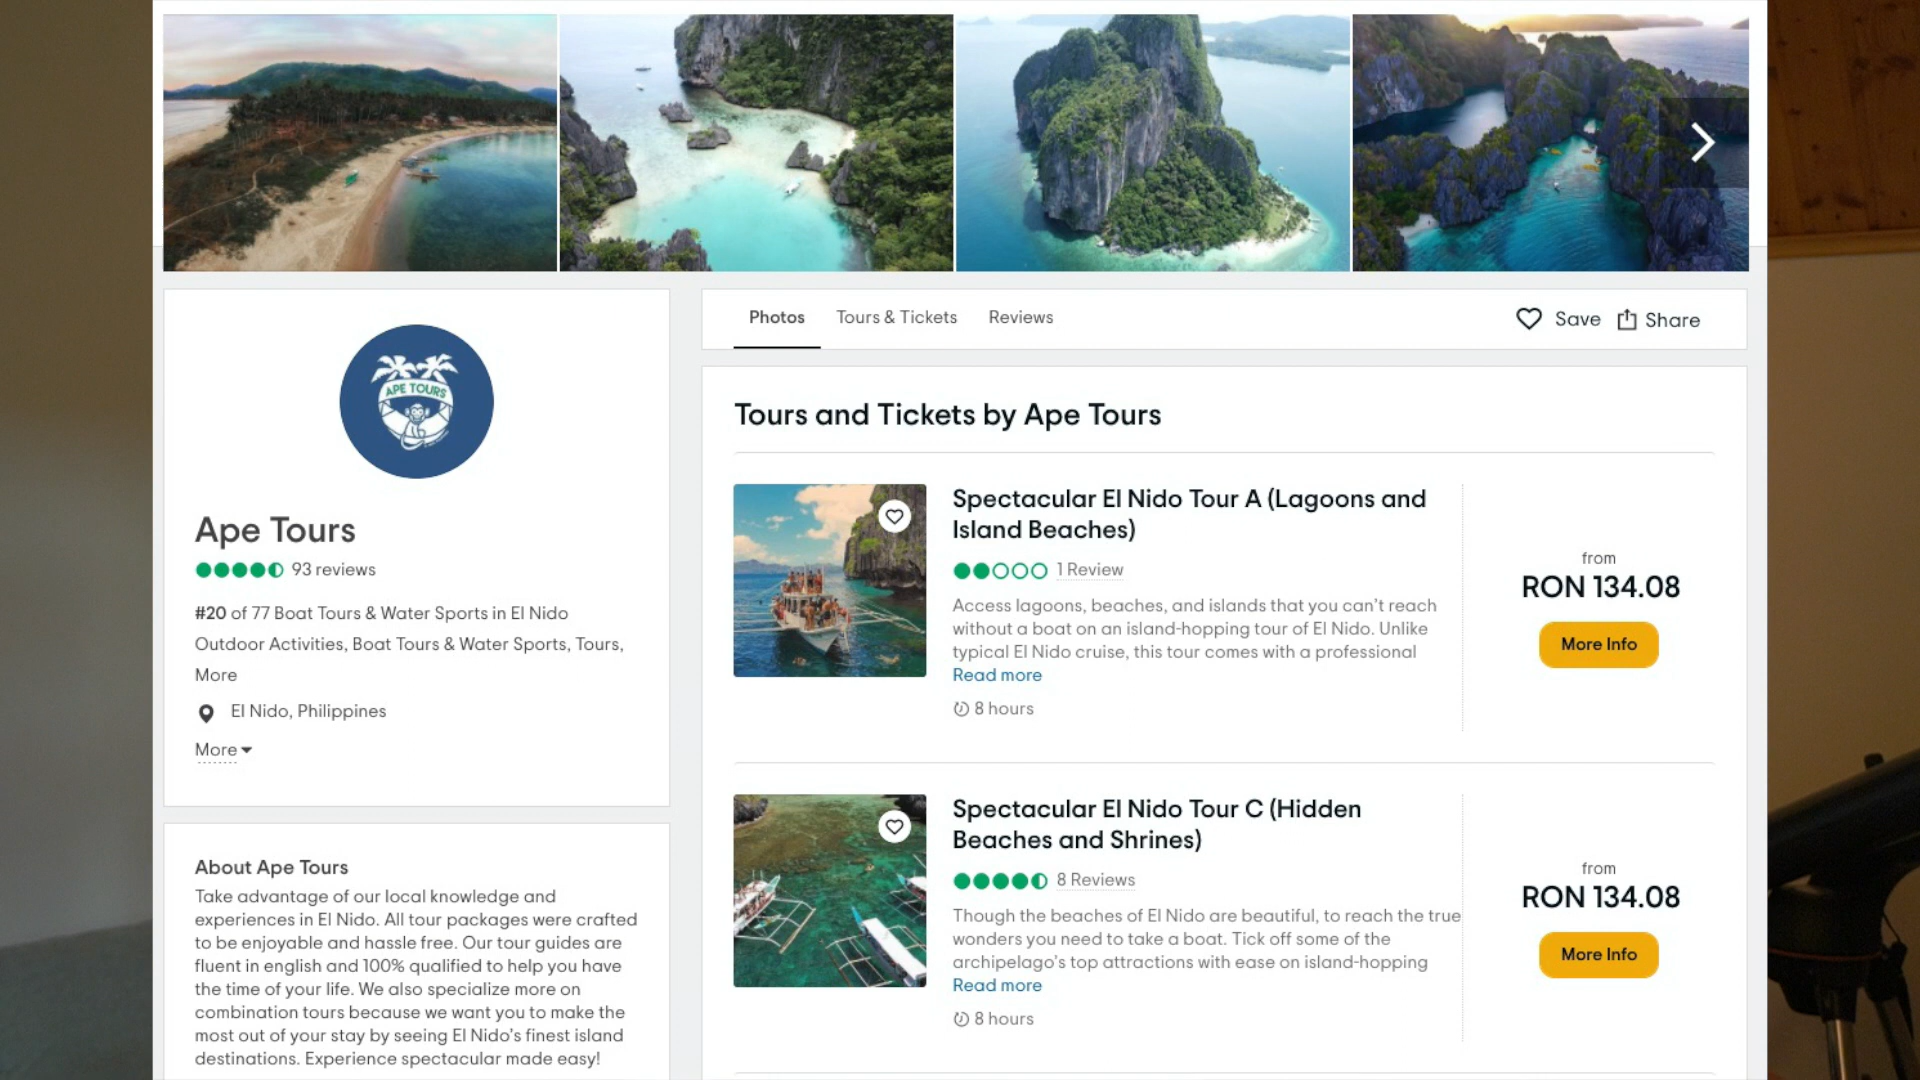 APE TOURS
Ape Tours
93 reviews
#20 of 77 Boat Tours & Water Sports in El Nido
Outdoor Activities, Boat Tours & Water Sports, Tours,
More
El Nido, Philippines
More
About Ape Tours
Take advantage of our local knowledge and
experiences in El Nido. All tour packages were crafted
to be enjoyable and hassle free. Our tour guides are
fluent in english and 100% qualified to help you have
the time of your life. We also specialize more on
combination tours because we want you to make the
most out of your stay by seeing El Nido's finest island
destinations. Experience spectacular made easy!
Photos
Tours & Tickets
Reviews
Save
Share
Tours and Tickets by Ape Tours
Spectacular El Nido Tour A (Lagoons and
Island Beaches)
1 Review
Access lagoons, beaches, and islands that you can't reach
without a boat on an island-hopping tour of El Nido. Unlike
typical El Nido cruise, this tour comes with a professional
Read more
8 hours
from
RON 134.08
More Info
Spectacular El Nido Tour C (Hidden
Beaches and Shrines)
8 Reviews
Though the beaches of El Nido are beautiful, to reach the true
wonders you need to take a boat. Tick off some of the
archipelago's top attractions with ease on island-hopping
Read more
8 hours
from
RON 134.08
More Info